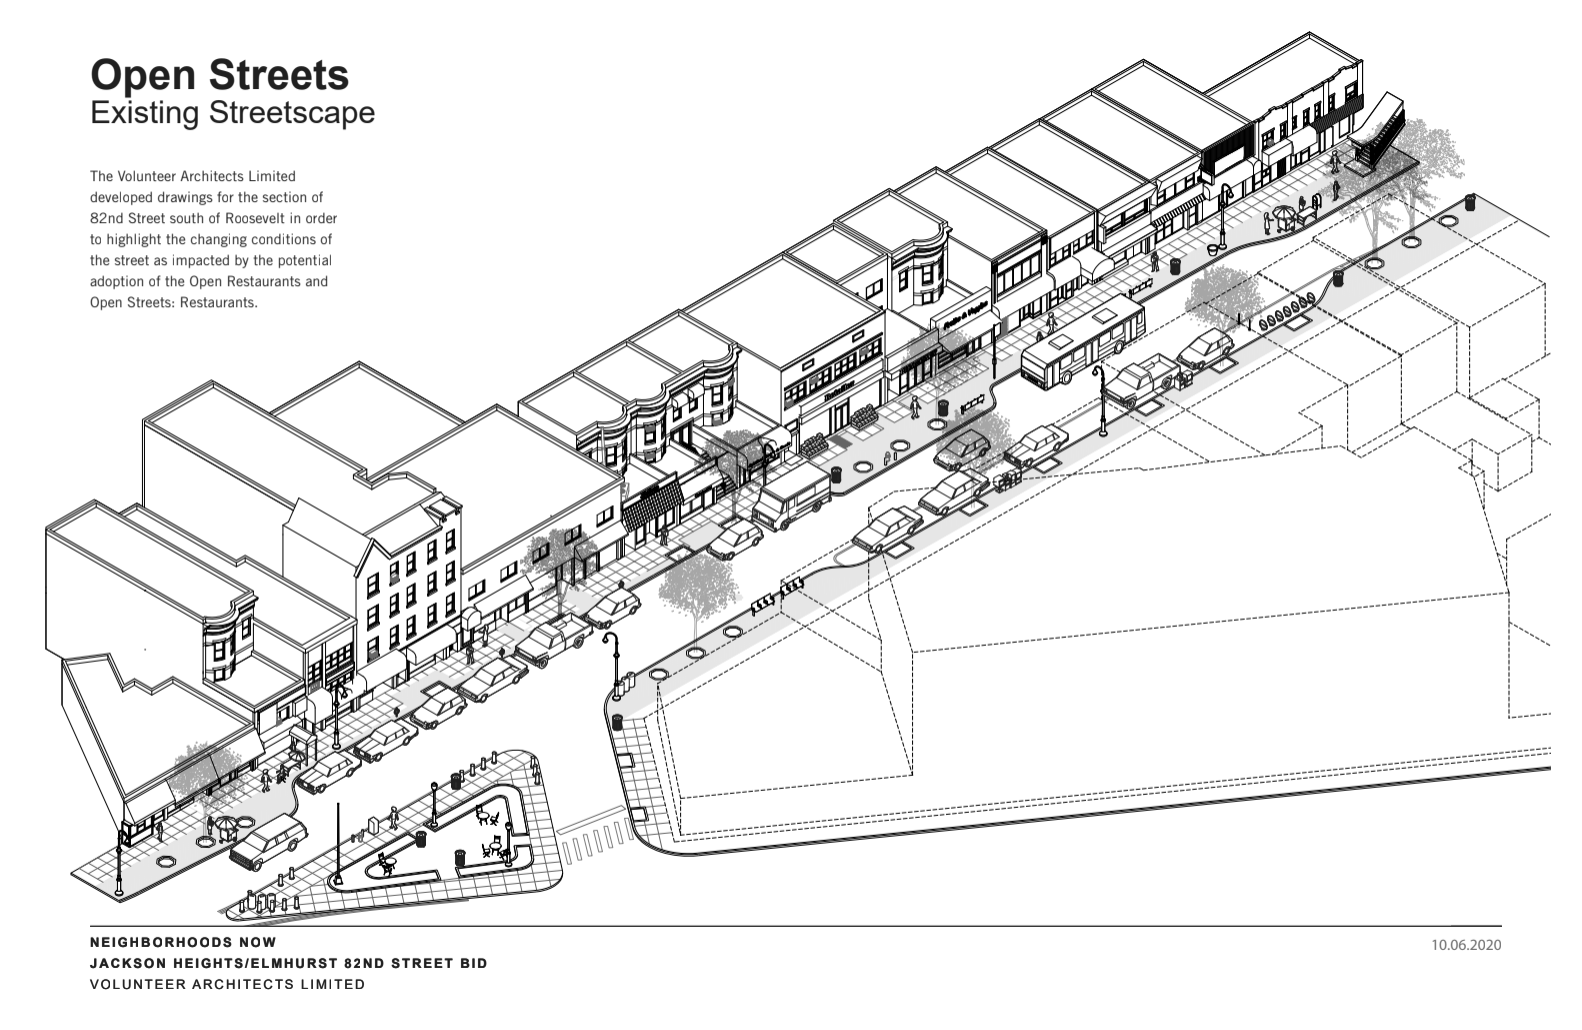 Open Streets
Existing Streetscape
The Volunteer Architects Limited
developed drawings for the section of
82nd Street south of Roosevelt in order
to highlight the changing conditions of
the street as impacted by the potential
adoption of the Open Restaurants and
Open Streets: Restaurants.
NEIGHBORHOODS NOW
JACKSON HEIGHTS/ELMHURST 82ND STREET BID
VOLUNTEER ARCHITECTS LIMITED
10.06.2020